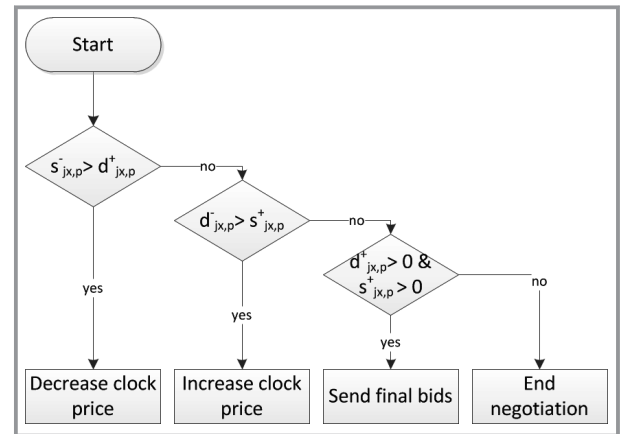 Start
s⁻jx,p> d⁺jx,p
no
d⁻jx,p> s⁺jx,p
no
d⁺jx,p> 0 &
s⁺jx,p > 0
no
yes
yes
yes
Decrease clock
price
Increase clock
price
Send final bids
End
negotiation